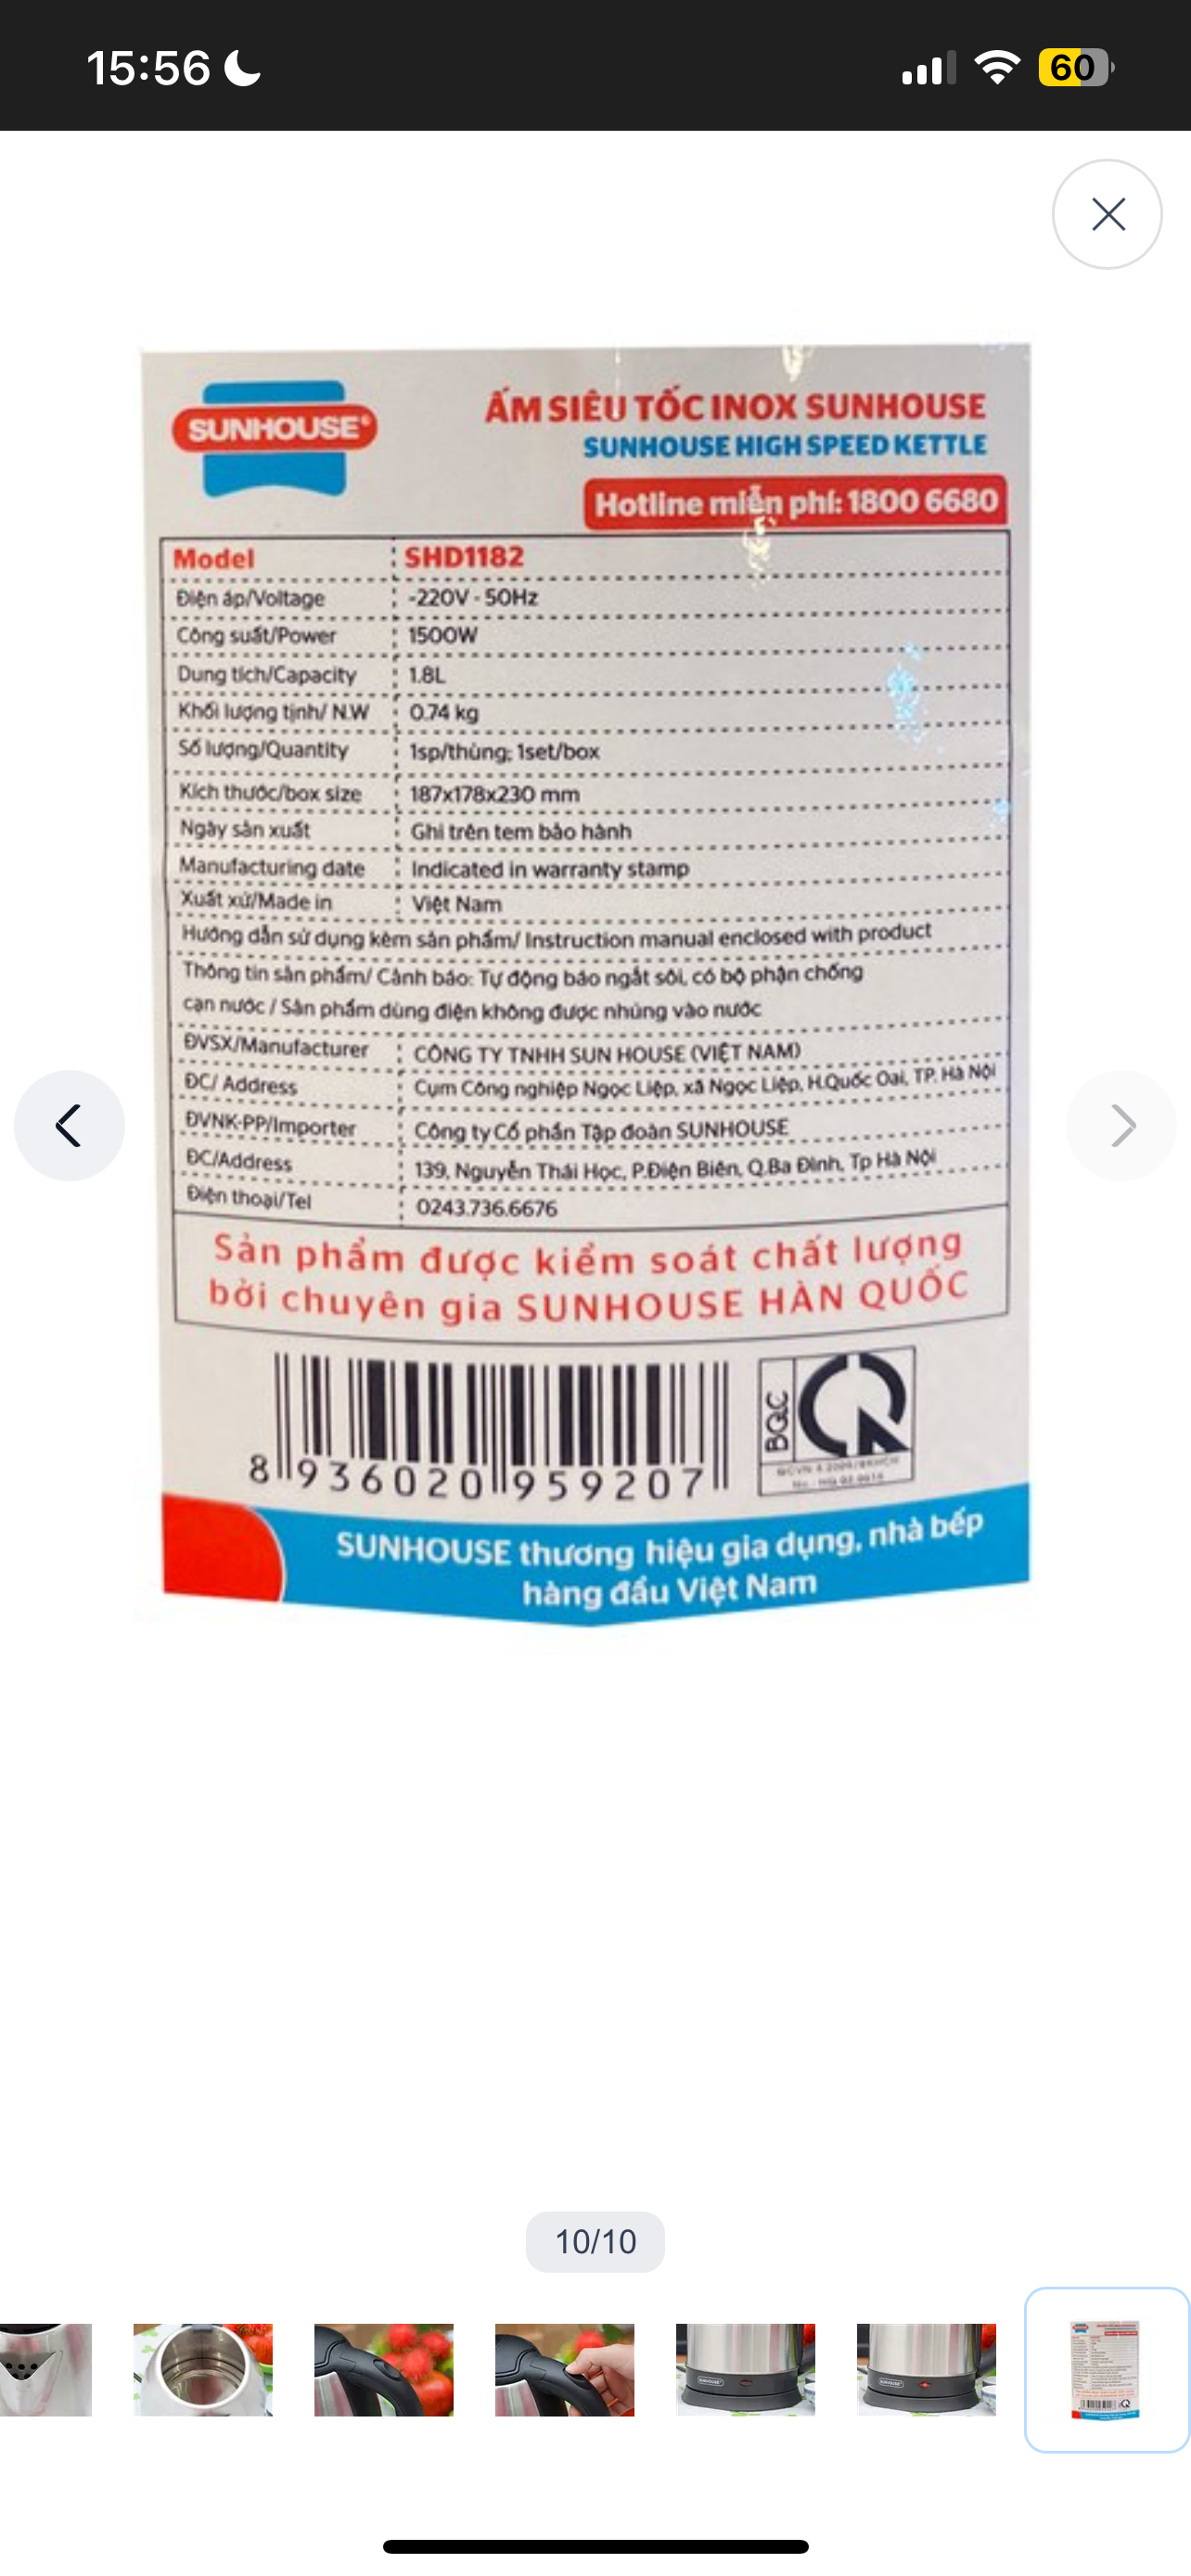 15:56
60
SUNHOUSE®
ẤM SIÊU TỐC INOX SUNHOUSE
SUNHOUSE HIGH SPEED KETTLE
Hotline miễn phí: 1800 6680
Model : SHD1182
Điện áp/Voltage : ~220V - 50Hz
Công suất/Power : 1500W
Dung tích/Capacity : 1.8L
Khối lượng tịnh/ N.W : 0.74 kg
Số lượng/Quantity : 1sp/thùng; 1set/box
Kích thước/box size : 187x178x230 mm
Ngày sản xuất : Ghi trên tem bảo hành
Manufacturing date : Indicated in warranty stamp
Xuất xứ/Made in : Việt Nam
Hướng dẫn sử dụng kèm sản phẩm/ Instruction manual enclosed with product
Thông tin sản phẩm/ Cảnh báo: Tự động báo ngắt sôi, có bộ phận chống
cạn nước / Sản phẩm dùng điện không được nhúng vào nước
ĐVSX/Manufacturer : CÔNG TY TNHH SUN HOUSE (VIỆT NAM)
ĐC/ Address : Cụm Công nghiệp Ngọc Liệp, xã Ngọc Liệp, H.Quốc Oai, TP. Hà Nội
ĐVNK-PP/Importer : Công ty Cổ phần Tập đoàn SUNHOUSE
ĐC/Address : 139, Nguyễn Thái Học, P.Điện Biên, Q.Ba Đình, Tp Hà Nội
Điện thoại/Tel : 0243.736.6676
Sản phẩm được kiểm soát chất lượng
bởi chuyên gia SUNHOUSE HÀN QUỐC
8 936020 959207
BQC
SUNHOUSE thương hiệu gia dụng, nhà bếp
hàng đầu Việt Nam
10/10